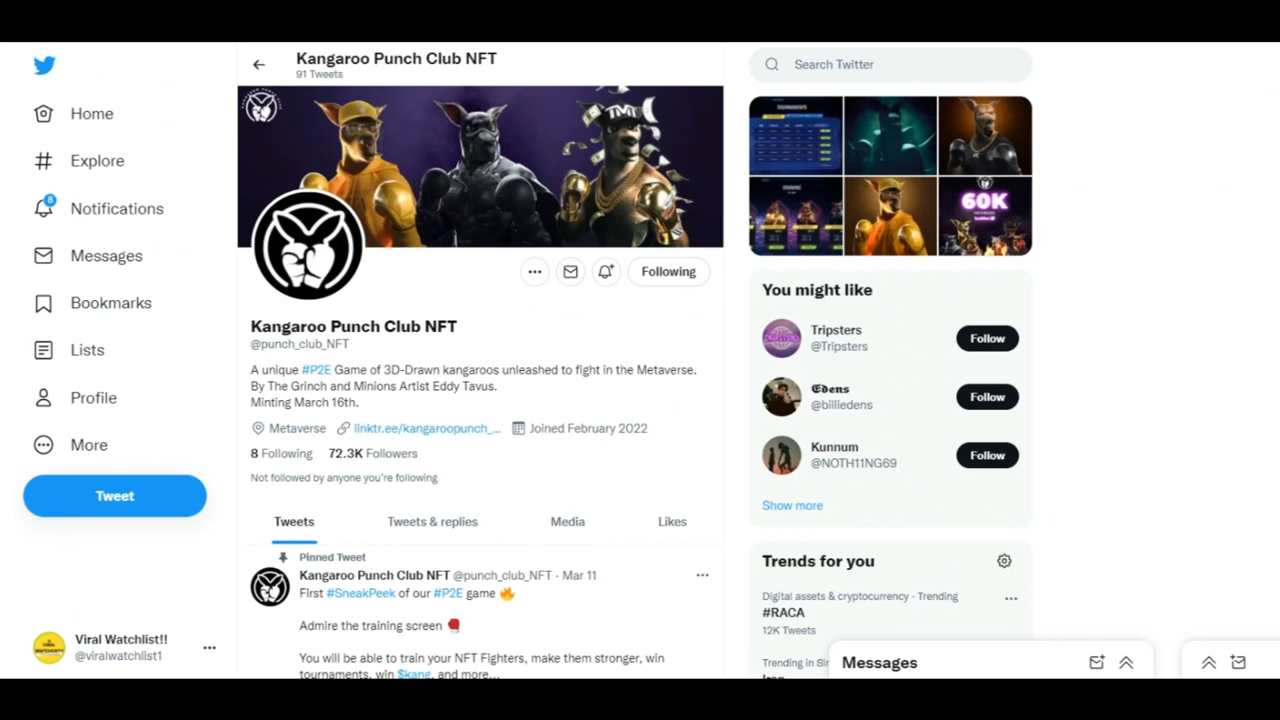 Kangaroo Punch Club NFT
91 Tweets
Home
Explore
8
Notifications
Messages
Bookmarks
Lists
Profile
More
Tweet
Viral Watchlist!!
@viralwatchlist1
TMT
Following
Kangaroo Punch Club NFT
@punch_club_NFT
A unique #P2E Game of 3D-Drawn kangaroos unleashed to fight in the Metaverse.
By The Grinch and Minions Artist Eddy Tavus.
Minting March 16th.
Metaverse linktr.ee/kangaroopunch_... Joined February 2022
8 Following 72.3K Followers
Not followed by anyone you're following
Tweets Tweets & replies Media Likes
Pinned Tweet
Kangaroo Punch Club NFT @punch_club_NFT · Mar 11
First #SneakPeek of our #P2E game 🔥
Admire the training screen 🥊
You will be able to train your NFT Fighters, make them stronger, win
tournaments, win $kang, and more...
Search Twitter
TOURNAMENTS
TRAINING
60K
You might like
Tripsters
@Tripsters
Follow
𝕰𝖉𝖊𝖓𝖘
@billiedens
Follow
Kunnum
@NOTH11NG69
Follow
Show more
Trends for you
Digital assets & cryptocurrency · Trending
#RACA
12K Tweets
Messages